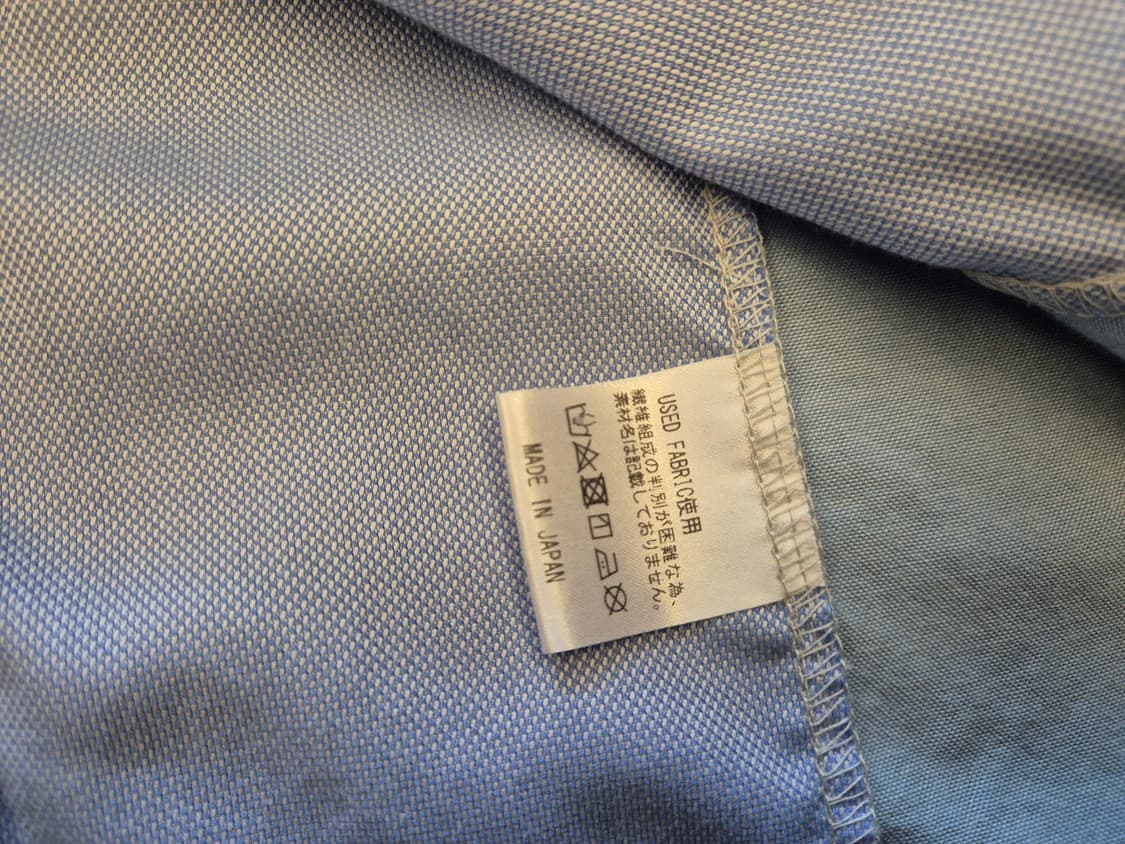 USED FABRIC使用
繊維組成の判別が困難な為、
素材名は記載しておりません。
MADE IN JAPAN